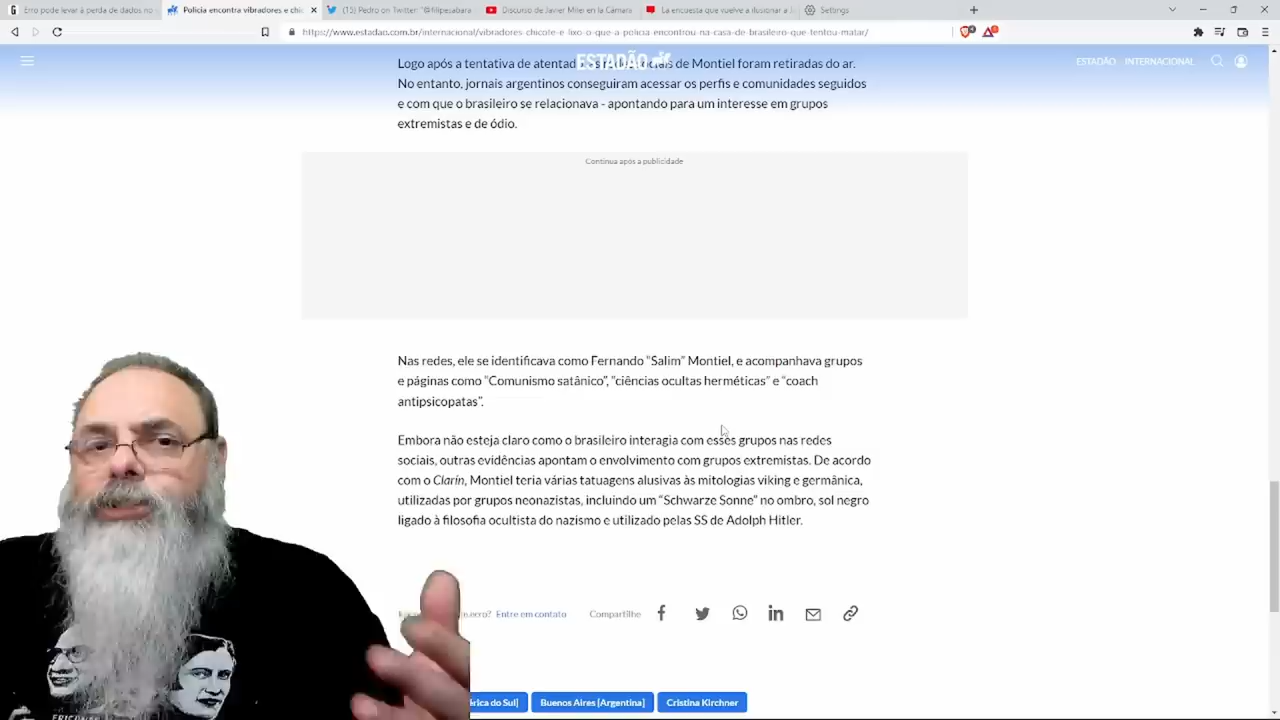 Erro pode levar à perda de dados no
Polícia encontra vibradores e chic
(15) Pedro on Twitter: "@filipesabara
Discurso de Javier Milei en la Cámara
La encuesta que vuelve a ilusionar a J
Settings
https://www.estadao.com.br/internacional/vibradores-chicote-e-lixo-o-que-a-policia-encontrou-na-casa-de-brasileiro-que-tentou-matar/
ESTADÃO
ESTADÃO INTERNACIONAL
Logo após a tentativa de atentado de Montiel foram retiradas do ar.
No entanto, jornais argentinos conseguiram acessar os perfis e comunidades seguidos
e com que o brasileiro se relacionava - apontando para um interesse em grupos
extremistas e de ódio.
Continua após a publicidade
Nas redes, ele se identificava como Fernando "Salim" Montiel, e acompanhava grupos
e páginas como "Comunismo satânico", "ciências ocultas herméticas" e "coach
antipsicopatas".
Embora não esteja claro como o brasileiro interagia com esses grupos nas redes
sociais, outras evidências apontam o envolvimento com grupos extremistas. De acordo
com o Clarín, Montiel teria várias tatuagens alusivas às mitologias viking e germânica,
utilizadas por grupos neonazistas, incluindo um "Schwarze Sonne" no ombro, sol negro
ligado à filosofia ocultista do nazismo e utilizado pelas SS de Adolph Hitler.
erro? Entre em contato
Compartilhe
érica do Sul]
Buenos Aires [Argentina]
Cristina Kirchner